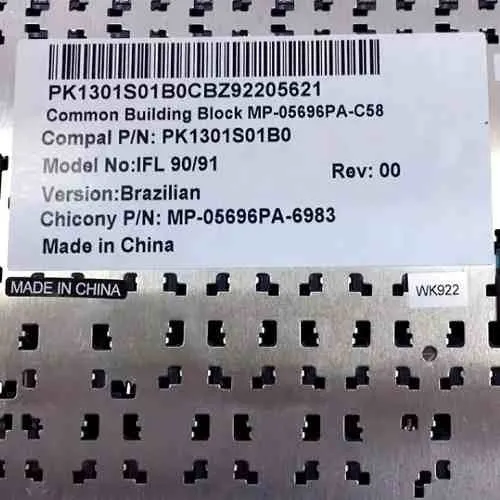 PK1301S01B0CBZ92205621
Common Building Block MP-05696PA-C58
Compal P/N: PK1301S01B0
Model No:IFL 90/91
Rev: 00
Version:Brazilian
Chicony P/N: MP-05696PA-6983
Made in China
MADE IN CHINA
WK922